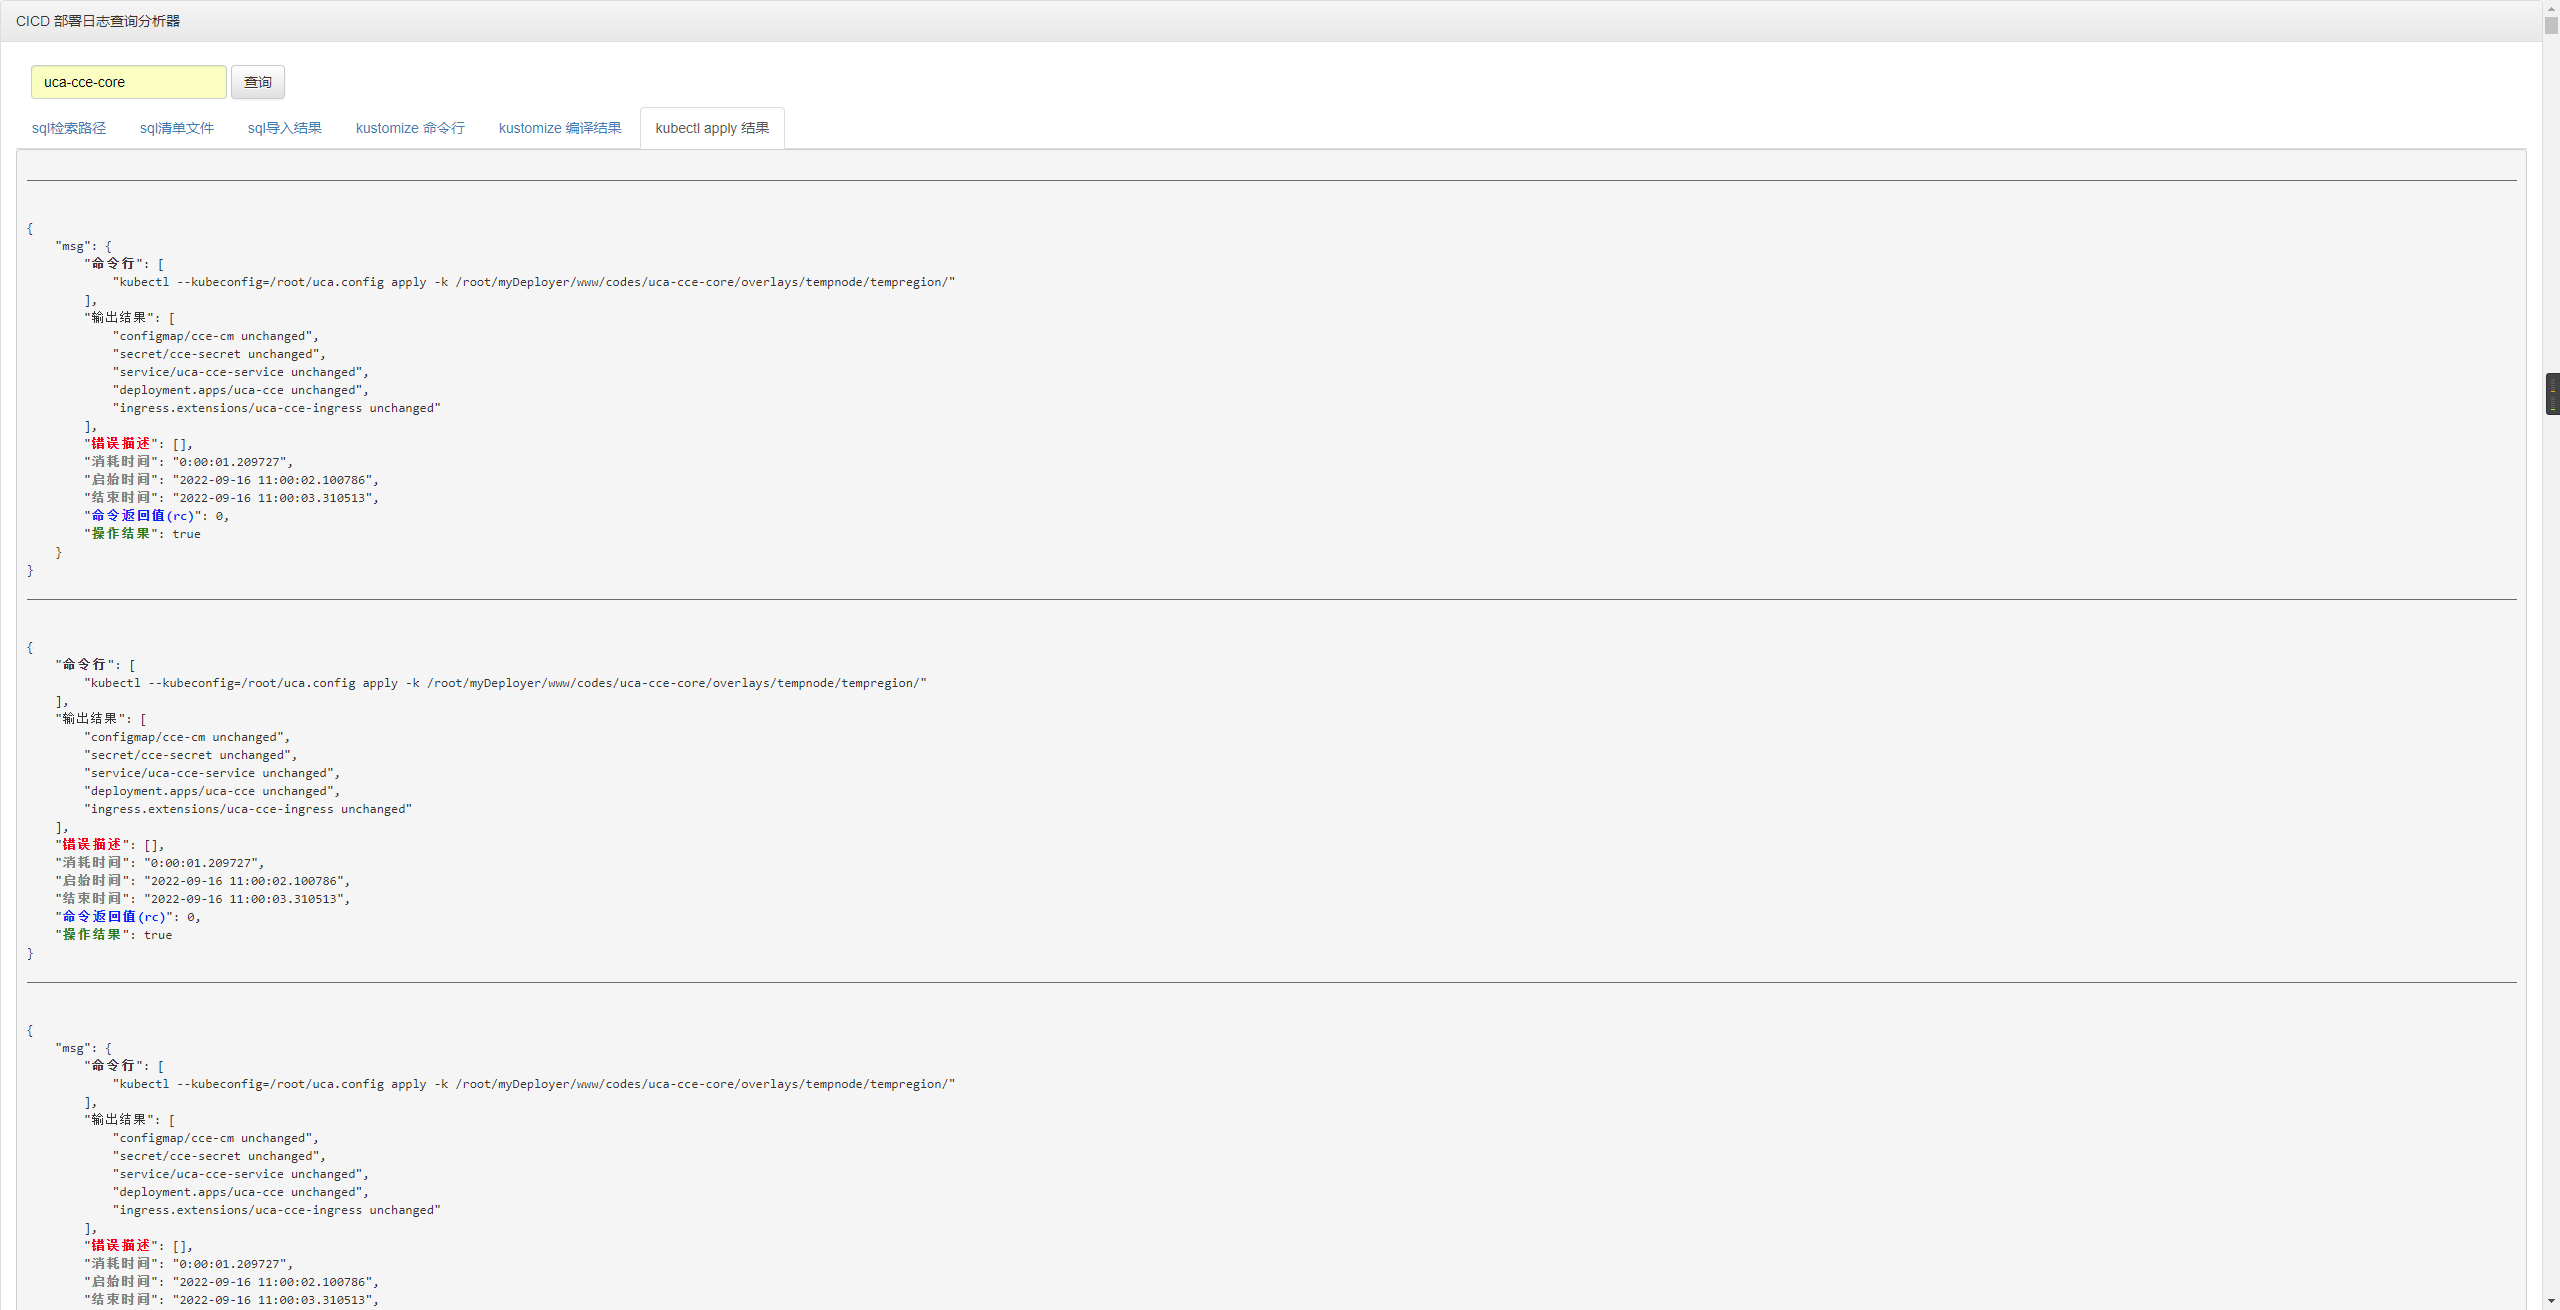 CICD 部署日志查询分析器
uca-cce-core 查询
sql检索路径 sql清单文件 sql导入结果 kustomize 命令行 kustomize 编译结果 kubectl apply 结果
{
"msg": {
"命令行": [
"kubectl --kubeconfig=/root/uca.config apply -k /root/myDeployer/www/codes/uca-cce-core/overlays/tempnode/tempregion/"
],
"输出结果": [
"configmap/cce-cm unchanged",
"secret/cce-secret unchanged",
"service/uca-cce-service unchanged",
"deployment.apps/uca-cce unchanged",
"ingress.extensions/uca-cce-ingress unchanged"
],
"错误描述": [],
"消耗时间": "0:00:01.209727",
"启始时间": "2022-09-16 11:00:02.100786",
"结束时间": "2022-09-16 11:00:03.310513",
"命令返回值(rc)": 0,
"操作结果": true
}
}
{
"命令行": [
"kubectl --kubeconfig=/root/uca.config apply -k /root/myDeployer/www/codes/uca-cce-core/overlays/tempnode/tempregion/"
],
"输出结果": [
"configmap/cce-cm unchanged",
"secret/cce-secret unchanged",
"service/uca-cce-service unchanged",
"deployment.apps/uca-cce unchanged",
"ingress.extensions/uca-cce-ingress unchanged"
],
"错误描述": [],
"消耗时间": "0:00:01.209727",
"启始时间": "2022-09-16 11:00:02.100786",
"结束时间": "2022-09-16 11:00:03.310513",
"命令返回值(rc)": 0,
"操作结果": true
}
{
"msg": {
"命令行": [
"kubectl --kubeconfig=/root/uca.config apply -k /root/myDeployer/www/codes/uca-cce-core/overlays/tempnode/tempregion/"
],
"输出结果": [
"configmap/cce-cm unchanged",
"secret/cce-secret unchanged",
"service/uca-cce-service unchanged",
"deployment.apps/uca-cce unchanged",
"ingress.extensions/uca-cce-ingress unchanged"
],
"错误描述": [],
"消耗时间": "0:00:01.209727",
"启始时间": "2022-09-16 11:00:02.100786",
"结束时间": "2022-09-16 11:00:03.310513",